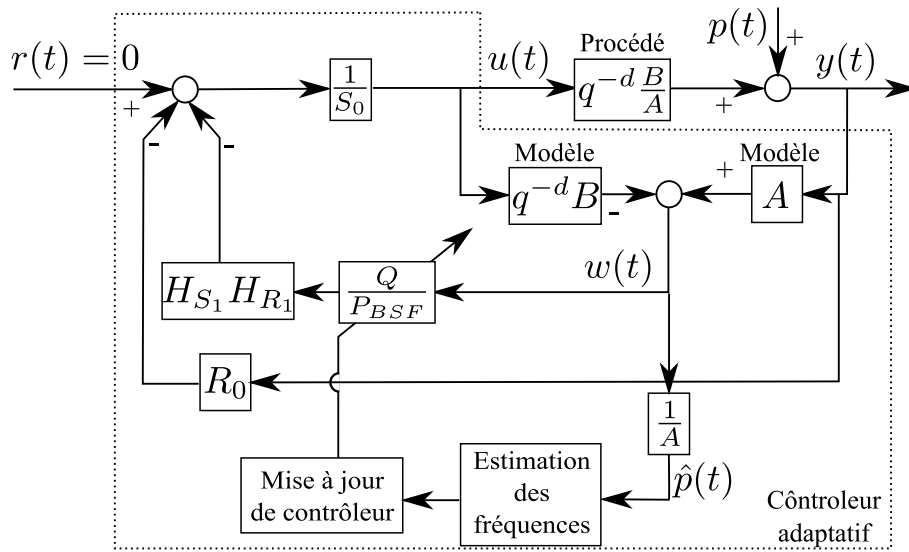 r(t) = 0
+
-
-
1/S_0
u(t)
Procédé
q^{-d} B/A
+
p(t)
+
y(t)
Modèle
q^{-d}B
-
+
Modèle
A
w(t)
Q/P_{BSF}
H_{S_1}H_{R_1}
R_0
1/A
p̂(t)
Estimation
des
fréquences
Mise à jour
de contrôleur
Côntroleur
adaptatif